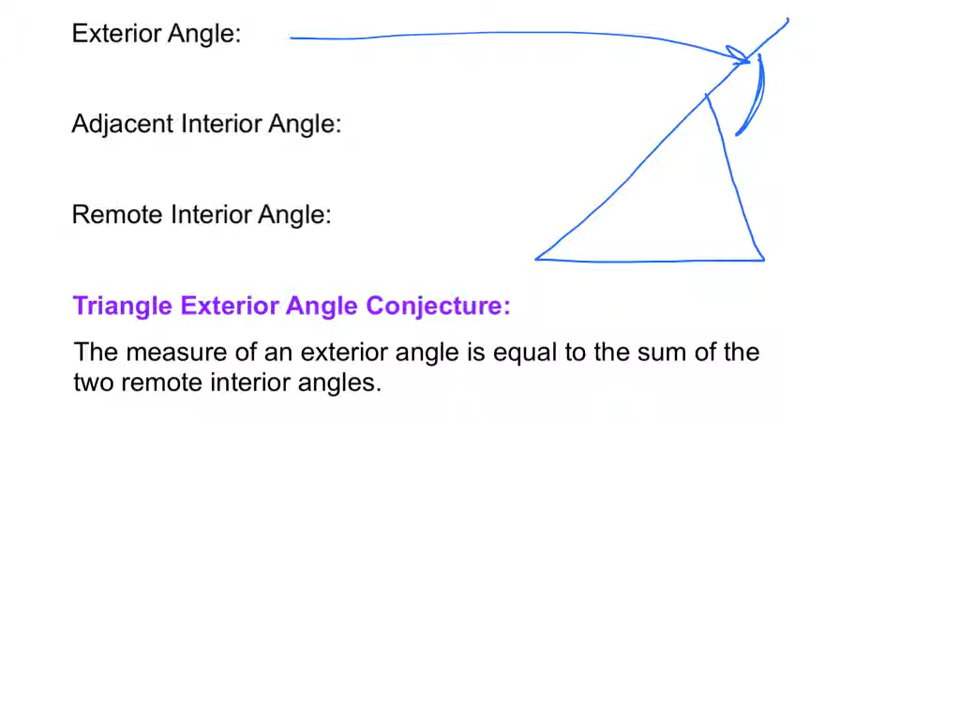 Exterior Angle:
Adjacent Interior Angle:
Remote Interior Angle:
Triangle Exterior Angle Conjecture:
The measure of an exterior angle is equal to the sum of the
two remote interior angles.